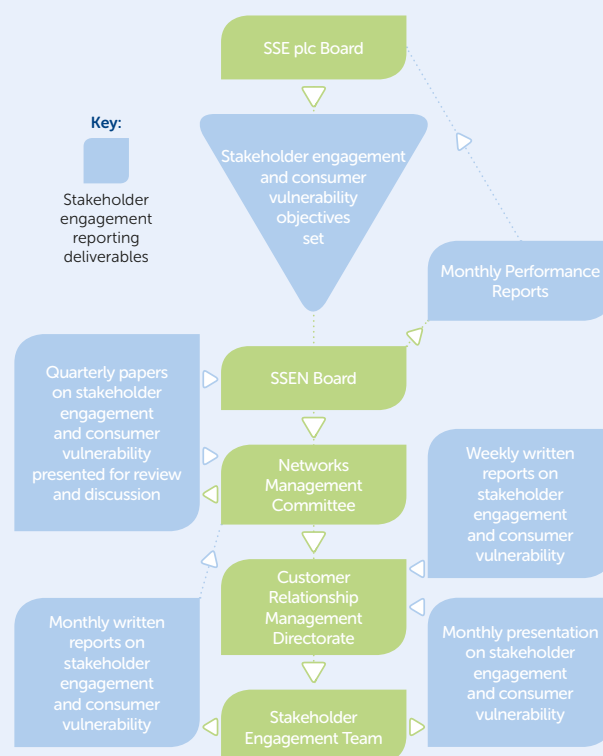 SSE plc Board
Key:
Stakeholder
engagement
reporting
deliverables
Stakeholder engagement
and consumer
vulnerability
objectives
set
Monthly Performance
Reports
SSEN Board
Quarterly papers
on stakeholder
engagement
and consumer
vulnerability
presented for review
and discussion
Networks
Management
Committee
Weekly written
reports on
stakeholder
engagement
and consumer
vulnerability
Customer
Relationship
Management
Directorate
Monthly written
reports on
stakeholder
engagement
and consumer
vulnerability
Monthly presentation
on stakeholder
engagement
and consumer
vulnerability
Stakeholder
Engagement Team